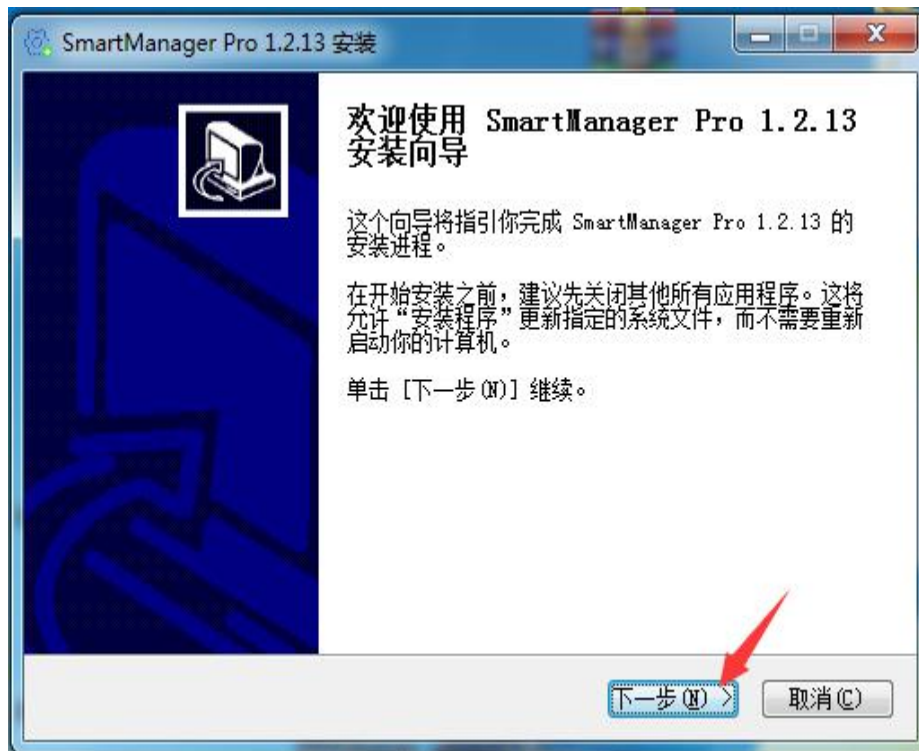 SmartManager Pro 1.2.13 安装
欢迎使用 SmartManager Pro 1.2.13
安装向导
这个向导将指引你完成 SmartManager Pro 1.2.13 的
安装进程。
在开始安装之前，建议先关闭其他所有应用程序。这将
允许“安装程序”更新指定的系统文件，而不需要重新
启动你的计算机。
单击 [下一步(N)] 继续。
下一步(N) >
取消(C)